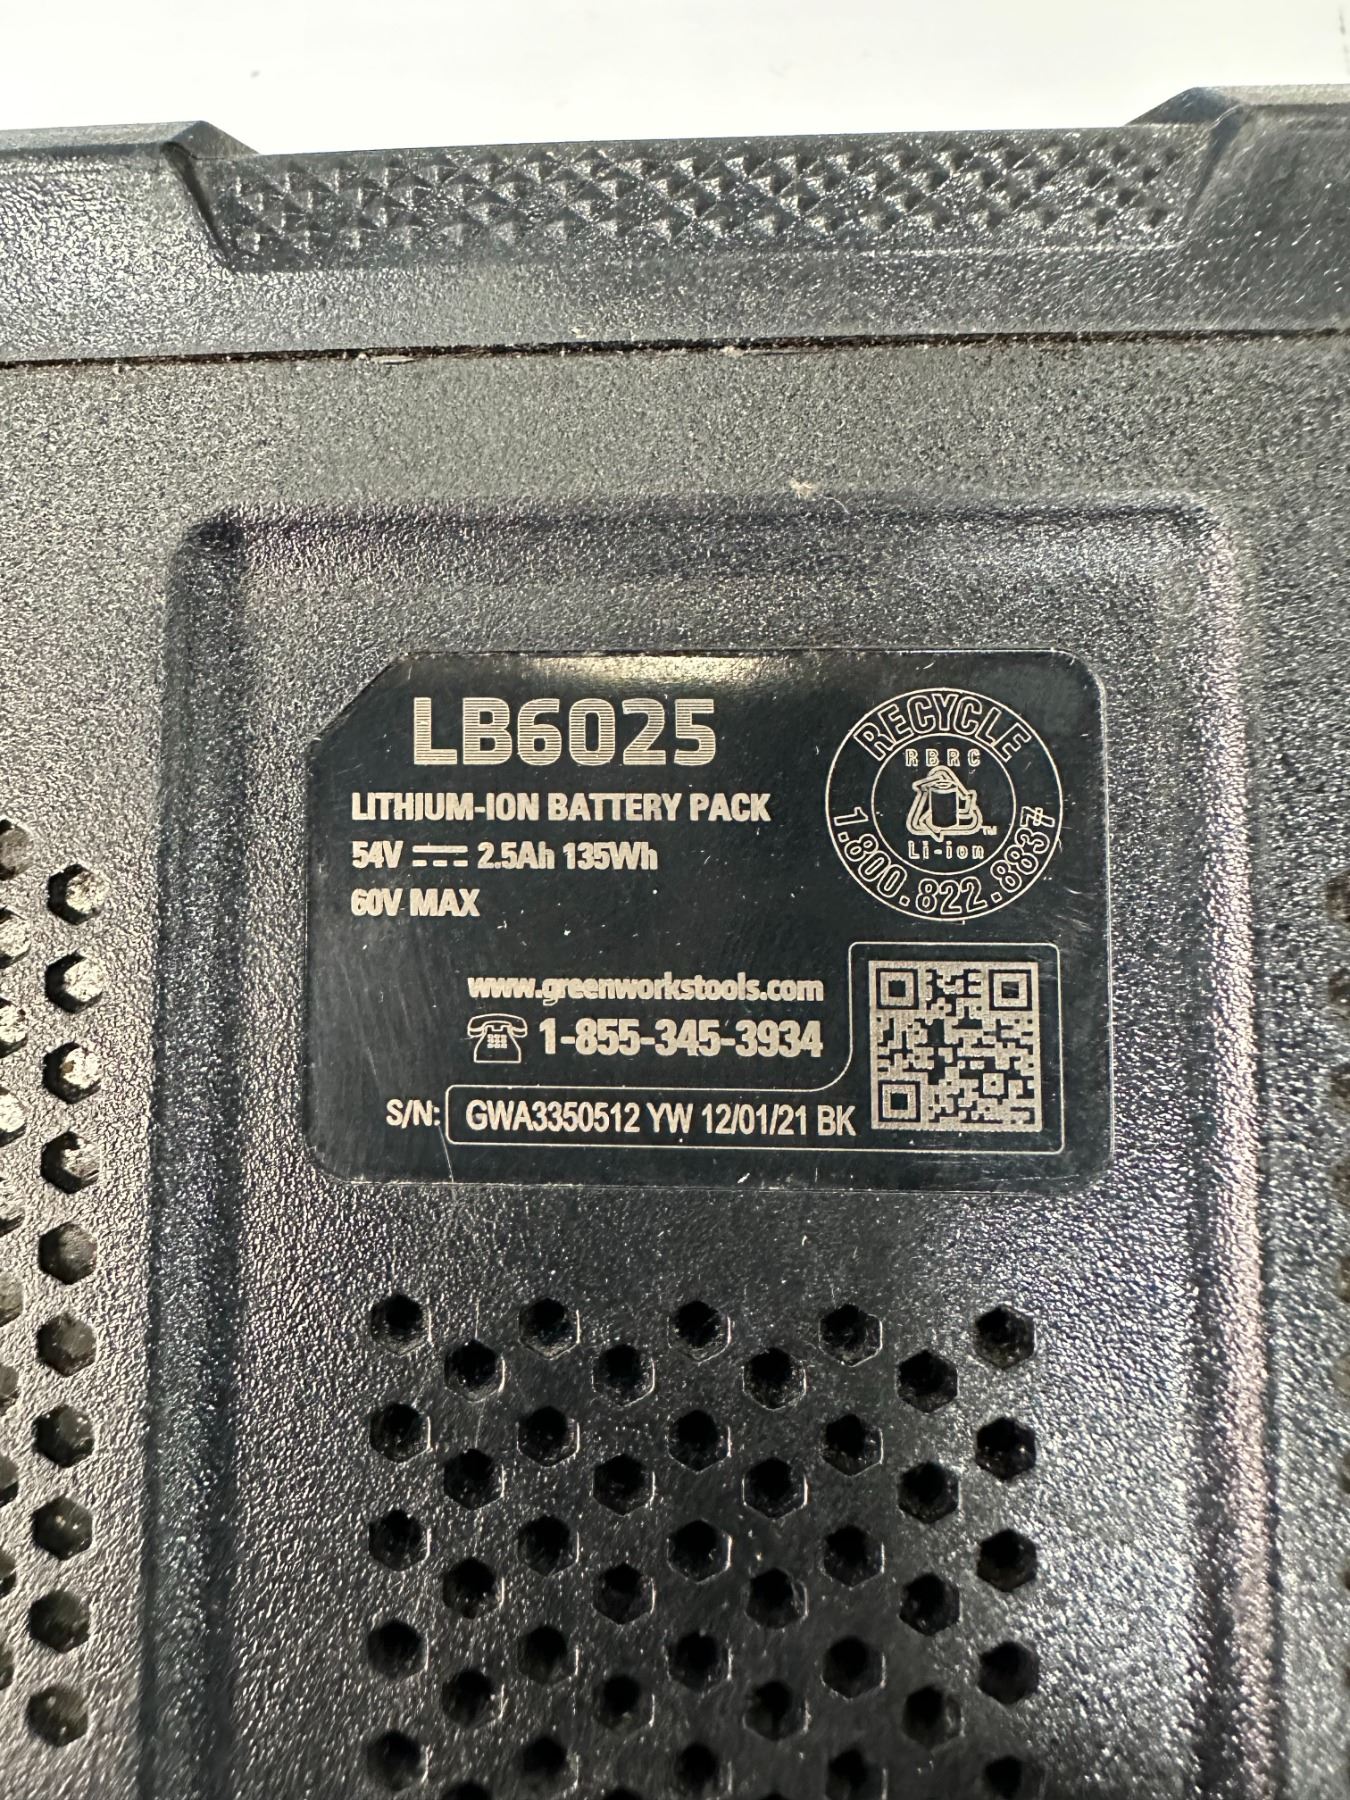 LB6025
LITHIUM-ION BATTERY PACK
54V 2.5Ah 135Wh
60V MAX
RECYCLE
RBRC
TM
Li-ion
1.800.822.8837
www.greenworkstools.com
1-855-345-3934
S/N: GWA3350512 YW 12/01/21 BK